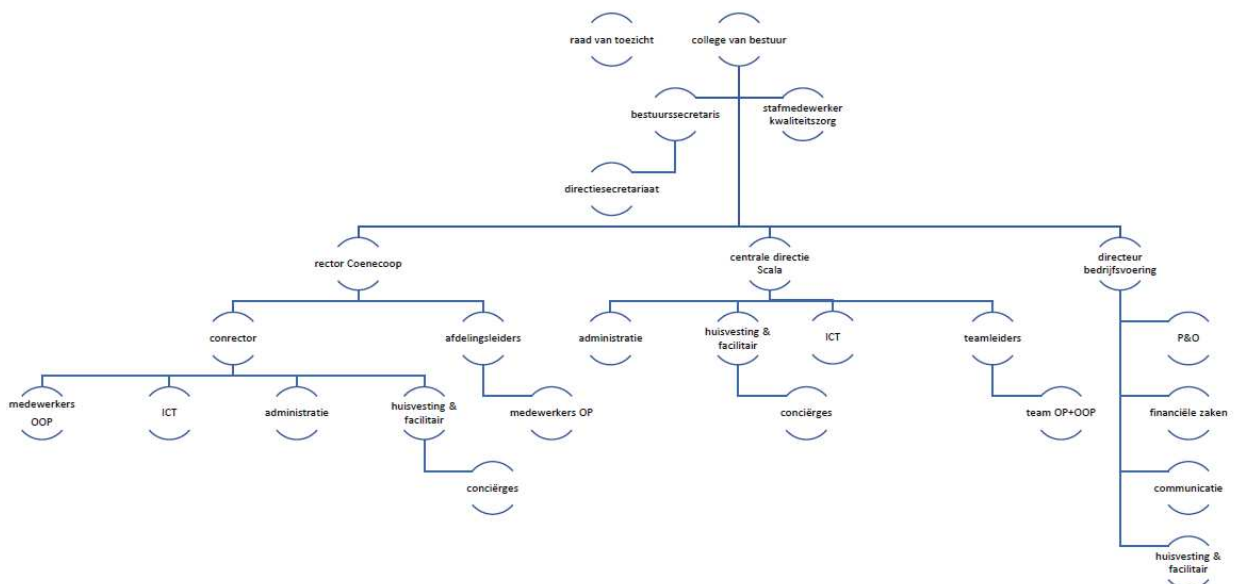 raad van toezicht
college van bestuur
bestuurssecretaris
stafmedewerker
kwaliteitszorg
directiesecretariaat
rector Coenecoop
centrale directie
Scala
directeur
bedrijfsvoering
conrector
afdelingsleiders
administratie
huisvesting &
facilitair
ICT
teamleiders
P&O
medewerkers
OOP
ICT
administratie
huisvesting &
facilitair
medewerkers OP
conciërges
team OP+OOP
financiële zaken
conciërges
communicatie
huisvesting &
facilitair